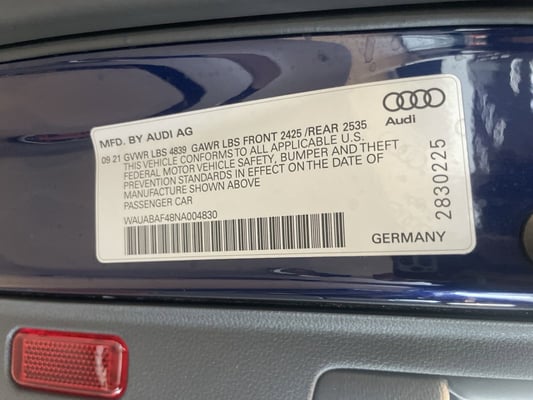 MFD. BY AUDI AG
09 21 GVWR LBS 4839 GAWR LBS FRONT 2425 /REAR 2535
THIS VEHICLE CONFORMS TO ALL APPLICABLE U.S.
FEDERAL MOTOR VEHICLE SAFETY, BUMPER AND THEFT
PREVENTION STANDARDS IN EFFECT ON THE DATE OF
MANUFACTURE SHOWN ABOVE
PASSENGER CAR
WAUABAF48NA004830
Audi
2830225
GERMANY